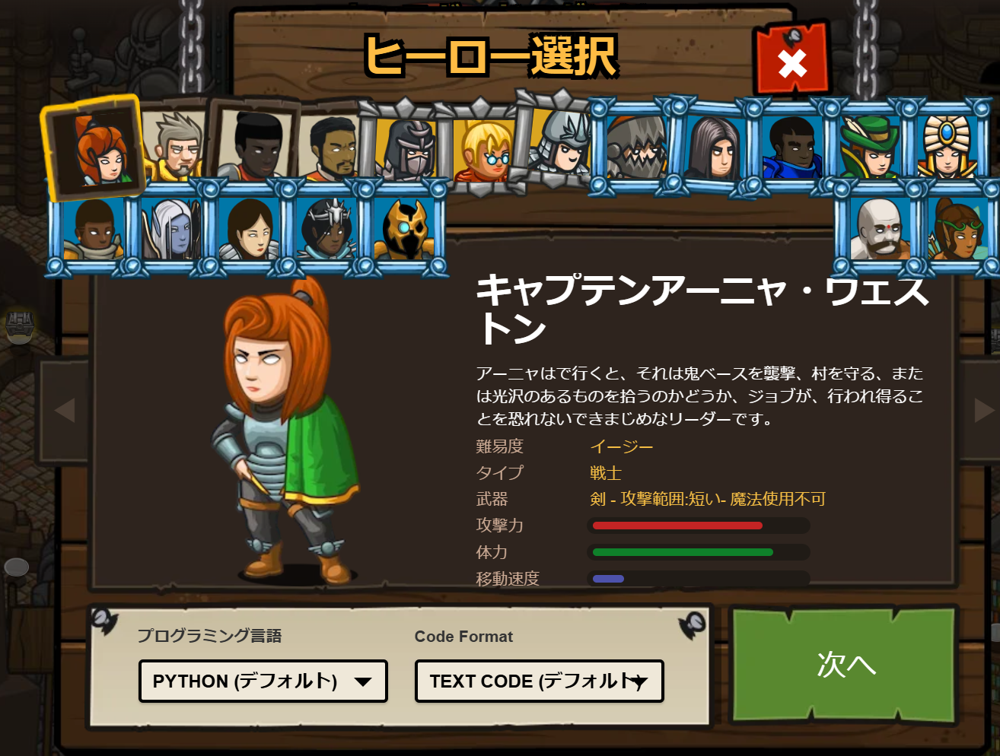 ヒーロー選択
キャプテンアーニャ・ウェス
トン
アーニャはで行くと、それは鬼ベースを襲撃、村を守る、また
は光沢のあるものを拾うのかどうか、ジョブが、行われ得るこ
とを恐れないできまじめなリーダーです。
難易度 イージー
タイプ 戦士
武器 剣 - 攻撃範囲:短い- 魔法使用不可
攻撃力
体力
移動速度
プログラミング言語
PYTHON (デフォルト)
Code Format
TEXT CODE (デフォルト)
次へ